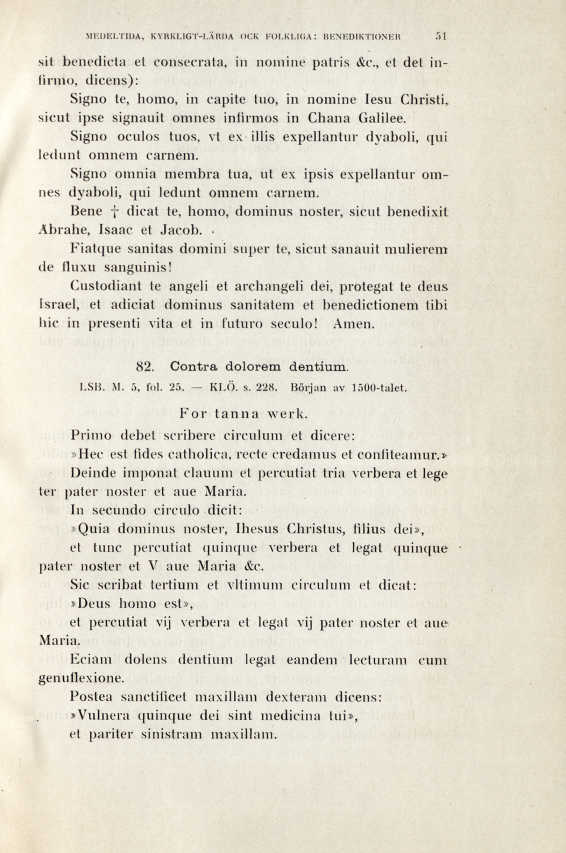 MEDELTIDA, KYRKLIGT-LÄRDA OCK FOLKLIGA: BENEDIKTIONER 51
sit benedicta et consecrata, in nomine patris &c., et det in-
firmo, dicens):
Signo te, homo, in capite tuo, in nomine Iesu Christi,
sicut ipse signauit omnes infirmos in Chana Galilee.
Signo oculos tuos, vt ex illis expellantur dyaboli, qui
ledunt omnem carnem.
Signo omnia membra tua, ut ex ipsis expellantur om-
nes dyaboli, qui ledunt omnem carnem.
Bene † dicat te, homo, dominus noster, sicut benedixit
Abrahe, Isaac et Jacob.
Fiatque sanitas domini super te, sicut sanauit mulierem
de fluxu sanguinis!
Custodiant te angeli et archangeli dei, protegat te deus
Israel, et adiciat dominus sanitatem et benedictionem tibi
hic in presenti vita et in futuro seculo! Amen.
82. Contra dolorem dentium.
LSB. M. 5, fol. 25. — KLÖ. s. 228. Början av 1500-talet.
For tanna werk.
Primo debet scribere circulum et dicere:
»Hec est fides catholica, recte credamus et confiteamur.»
Deinde imponat clauum et percutiat tria verbera et lege
ter pater noster et aue Maria.
In secundo circulo dicit:
»Quia dominus noster, Ihesus Christus, filius dei»,
et tunc percutiat quinque verbera et legat quinque
pater noster et V aue Maria &c.
Sic scribat tertium et vltimum circulum et dicat:
»Deus homo est»,
et percutiat vij verbera et legat vij pater noster et aue
Maria.
Eciam dolens dentium legat eandem lecturam cum
genuflexione.
Postea sanctificet maxillam dexteram dicens:
»Vulnera quinque dei sint medicina tui»,
et pariter sinistram maxillam.